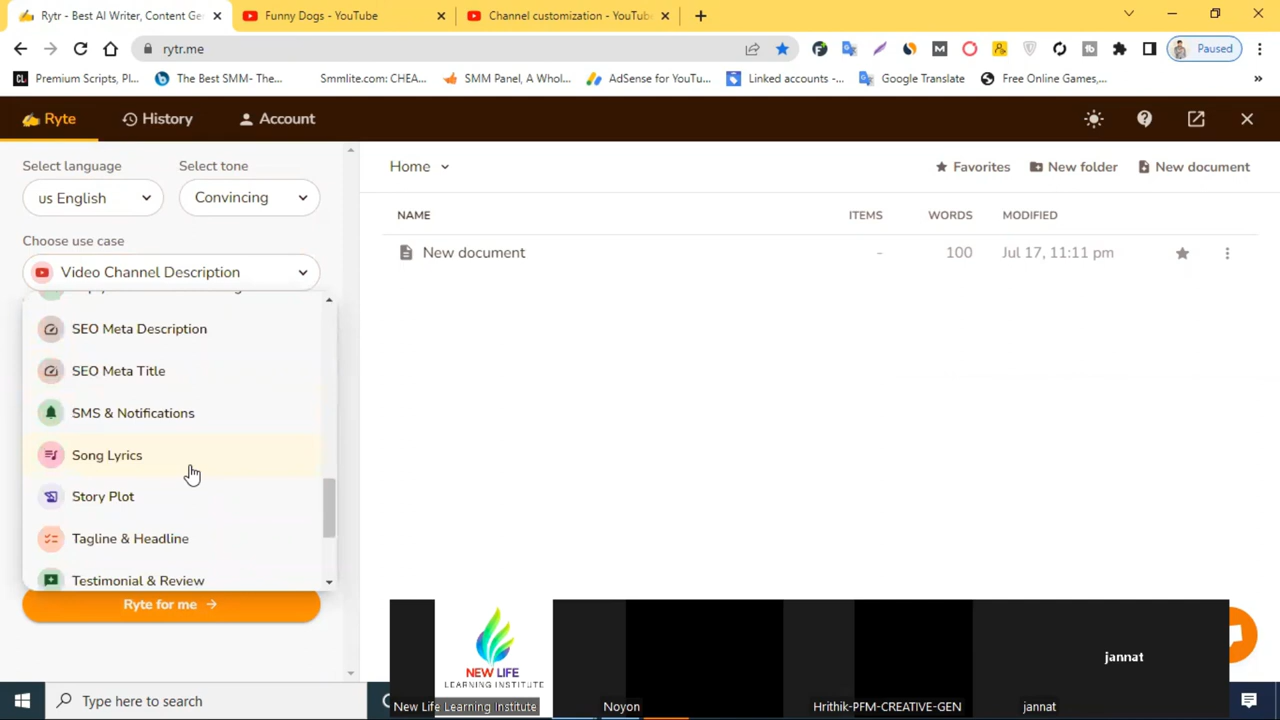 Rytr - Best AI Writer, Content Ge
Funny Dogs - YouTube
Channel customization - YouTub
rytr.me
Paused
CL
Premium Scripts, Pl...
The Best SMM- The...
Smmlite.com: CHEA...
SMM Panel, A Whol...
AdSense for YouTu...
Linked accounts -...
Google Translate
Free Online Games,...
Ryte
History
Account
Select language
Select tone
us English
Convincing
Choose use case
Video Channel Description
SEO Meta Description
SEO Meta Title
SMS & Notifications
Song Lyrics
Story Plot
Tagline & Headline
Testimonial & Review
Ryte for me
Home
Favorites
New folder
New document
NAME
ITEMS
WORDS
MODIFIED
New document
-
100
Jul 17, 11:11 pm
NEW LIFE
LEARNING INSTITUTE
jannat
New Life Learning Institute
Noyon
Hrithik-PFM-CREATIVE-GEN
jannat
Type here to search